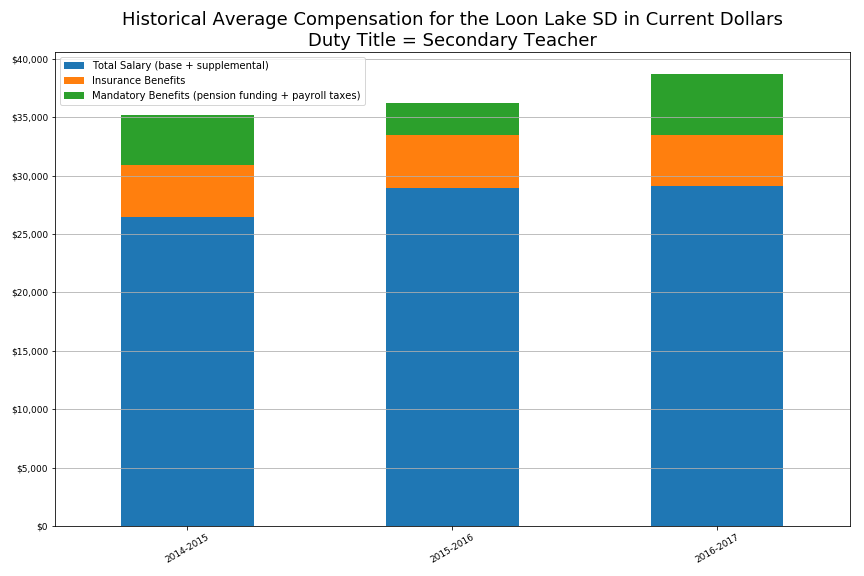 Historical Average Compensation for the Loon Lake SD in Current Dollars
Duty Title = Secondary Teacher
Total Salary (base + supplemental)
Insurance Benefits
Mandatory Benefits (pension funding + payroll taxes)
$40,000
$35,000
$30,000
$25,000
$20,000
$15,000
$10,000
$5,000
$0
2014-2015
2015-2016
2016-2017